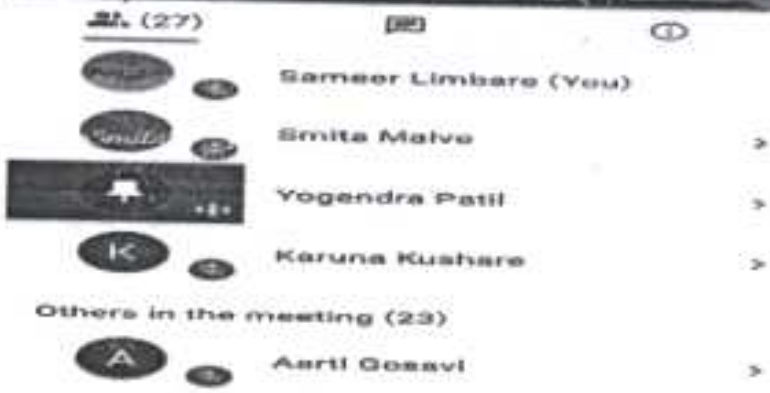 (27)
Sameer Limbare (You)
Smita Malve
Yogendra Patil
K
Karuna Kushare
Others in the meeting (23)
A
Aarti Gosavi